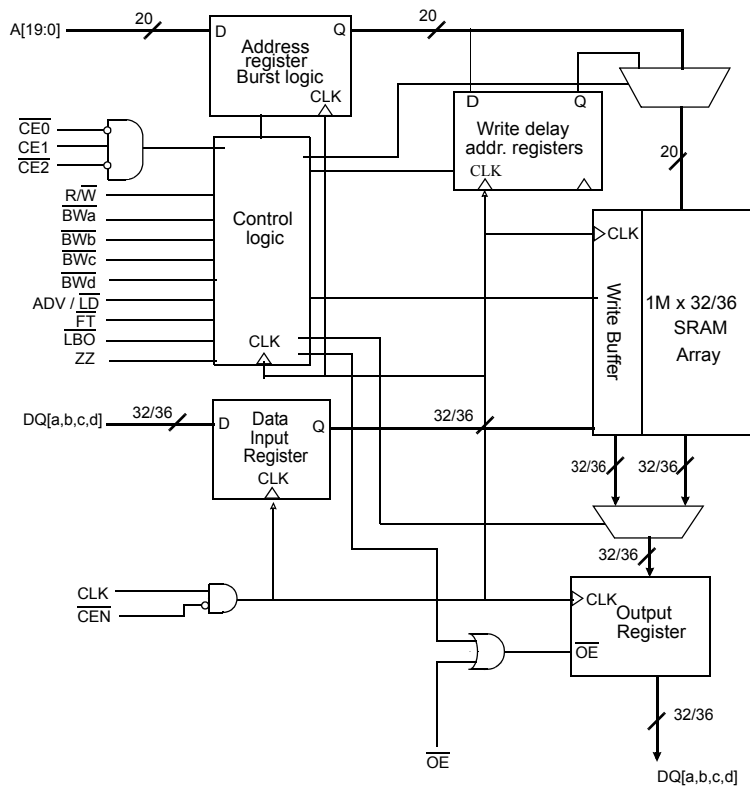 A[19:0]
20
D
Q
Address
register
Burst logic
CLK
20
D
Q
Write delay
addr. registers
CLK
20
CE0
CE1
CE2
R/W
BWa
BWb
BWc
BWd
ADV / LD
FT
LBO
ZZ
Control
logic
CLK
CLK
Write Buffer
1M x 32/36
SRAM
Array
DQ[a,b,c,d]
32/36
D
Q
Data
Input
Register
CLK
32/36
32/36
32/36
32/36
CLK
CEN
CLK
Output
Register
OE
OE
32/36
DQ[a,b,c,d]